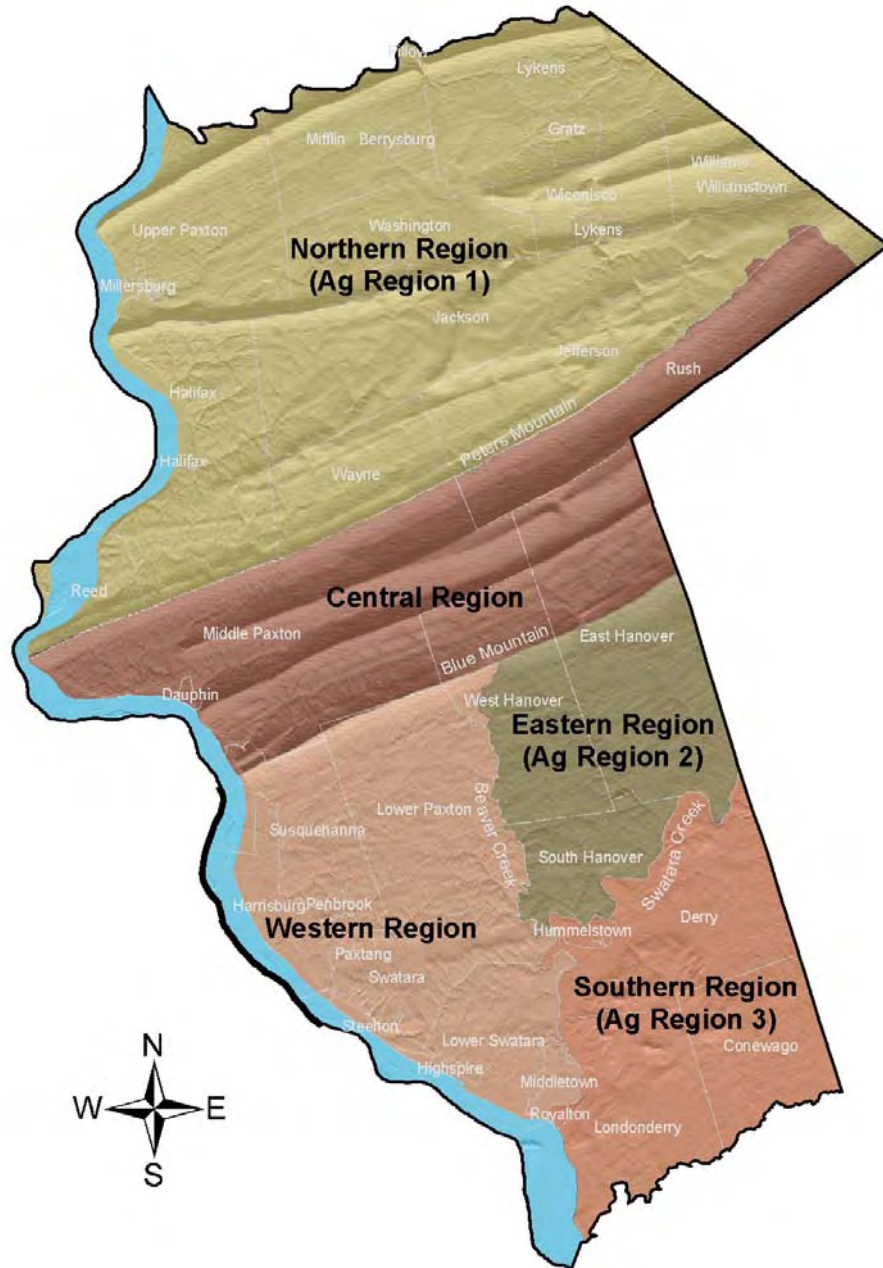 Pillow
Lykens
Mifflin
Berrysburg
Gratz
Williams
Williamstown
Wiconisco
Upper Paxton
Washington
Lykens
Northern Region
(Ag Region 1)
Millersburg
Jackson
Jefferson
Rush
Halifax
Peters Mountain
Halifax
Wayne
Reed
Central Region
Middle Paxton
Blue Mountain
East Hanover
Dauphin
West Hanover
Eastern Region
(Ag Region 2)
Lower Paxton
Beaver Creek
Susquehanna
South Hanover
Swatara Creek
Harrisburg
Penbrook
Derry
Western Region
Hummelstown
Paxtang
Swatara
Southern Region
(Ag Region 3)
Steelton
Lower Swatara
Conewago
Highspire
Middletown
Royalton
Londonderry
N
W
E
S